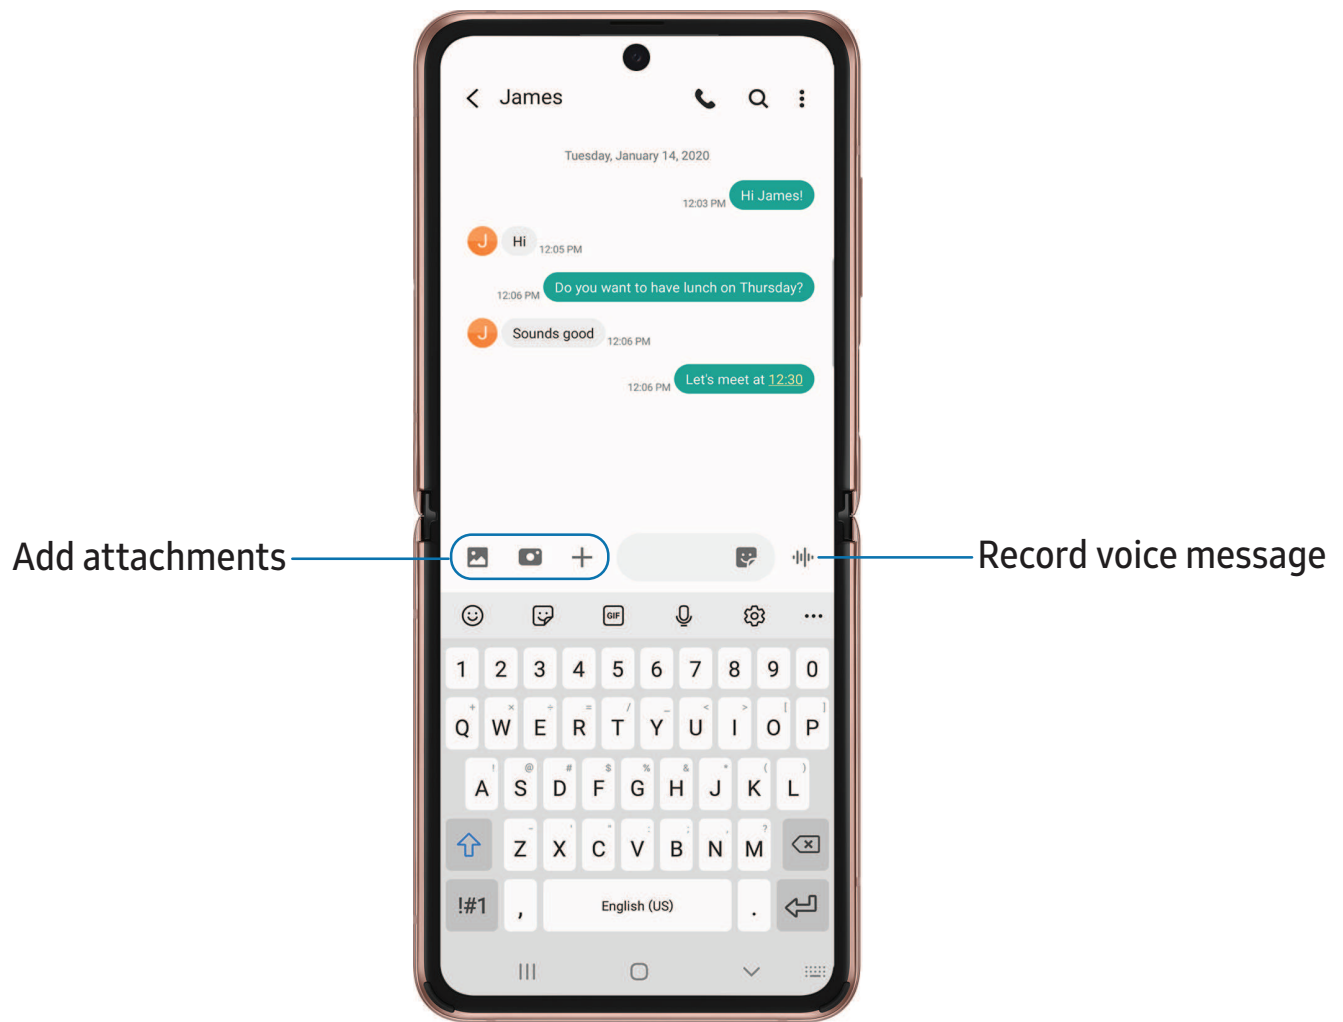 James
Tuesday, January 14, 2020
12:03 PM Hi James!
J Hi 12:05 PM
12:06 PM Do you want to have lunch on Thursday?
J Sounds good 12:06 PM
12:06 PM Let's meet at 12:30
Add attachments
Record voice message
GIF
1 2 3 4 5 6 7 8 9 0
+ × ÷ = / _ < > [ ]
Q W E R T Y U I O P
! @ # $ % & * ( )
A S D F G H J K L
- ' " : ; , ?
Z X C V B N M
!#1 , English (US) .